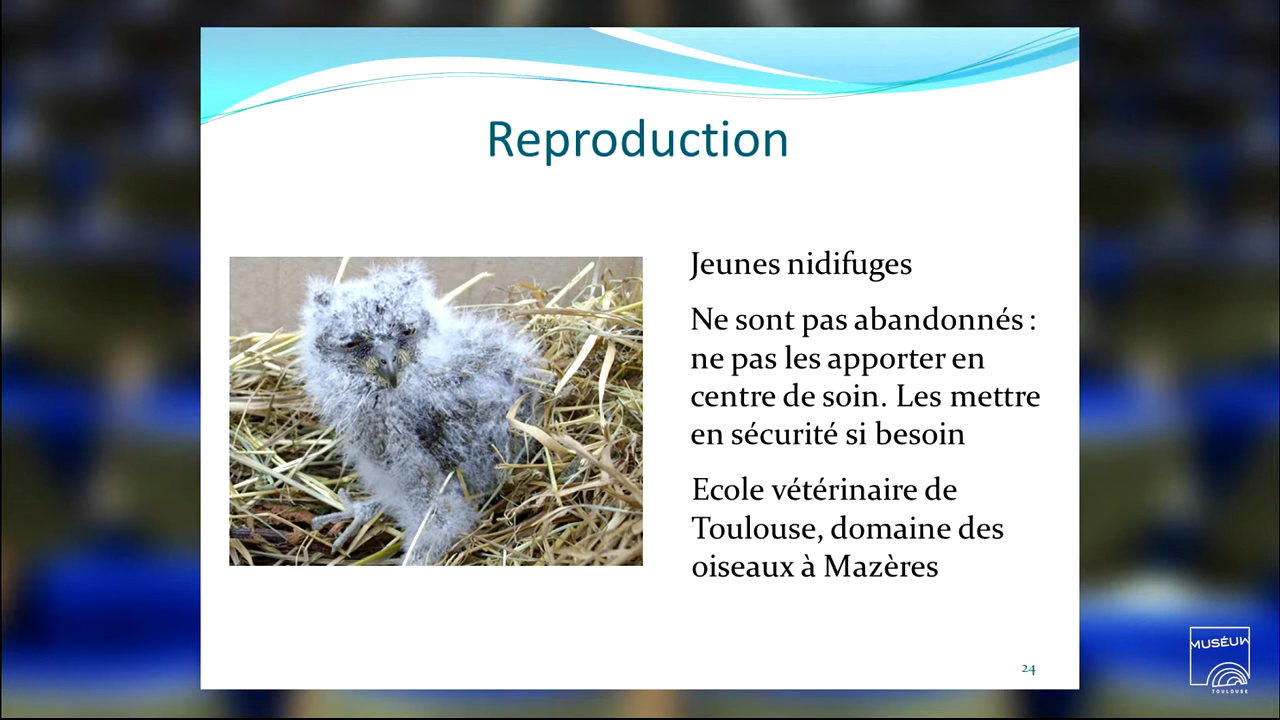 Reproduction
Jeunes nidifuges
Ne sont pas abandonnés :
ne pas les apporter en
centre de soin. Les mettre
en sécurité si besoin
Ecole vétérinaire de
Toulouse, domaine des
oiseaux à Mazères
24
MUSÉUM
TOULOUSE